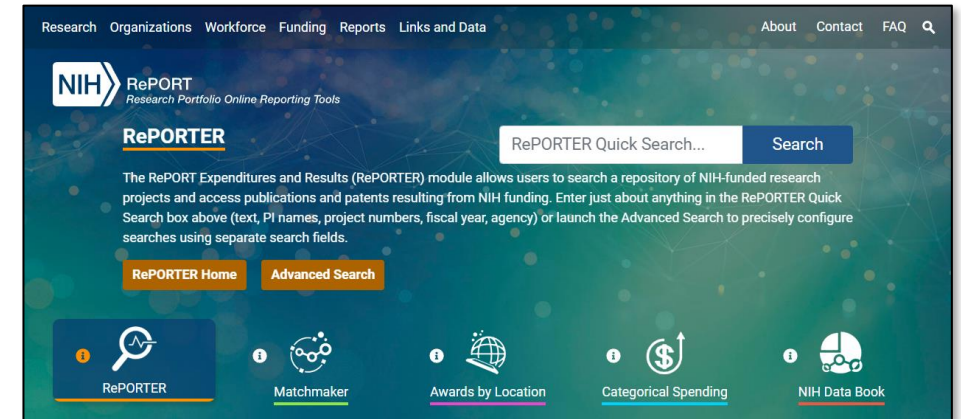 Research Organizations Workforce Funding Reports Links and Data About Contact FAQ
NIH RePORT
Research Portfolio Online Reporting Tools
RePORTER
RePORTER Quick Search... Search
The RePORT Expenditures and Results (RePORTER) module allows users to search a repository of NIH-funded research
projects and access publications and patents resulting from NIH funding. Enter just about anything in the RePORTER Quick
Search box above (text, PI names, project numbers, fiscal year, agency) or launch the Advanced Search to precisely configure
searches using separate search fields.
RePORTER Home Advanced Search
RePORTER Matchmaker Awards by Location Categorical Spending NIH Data Book